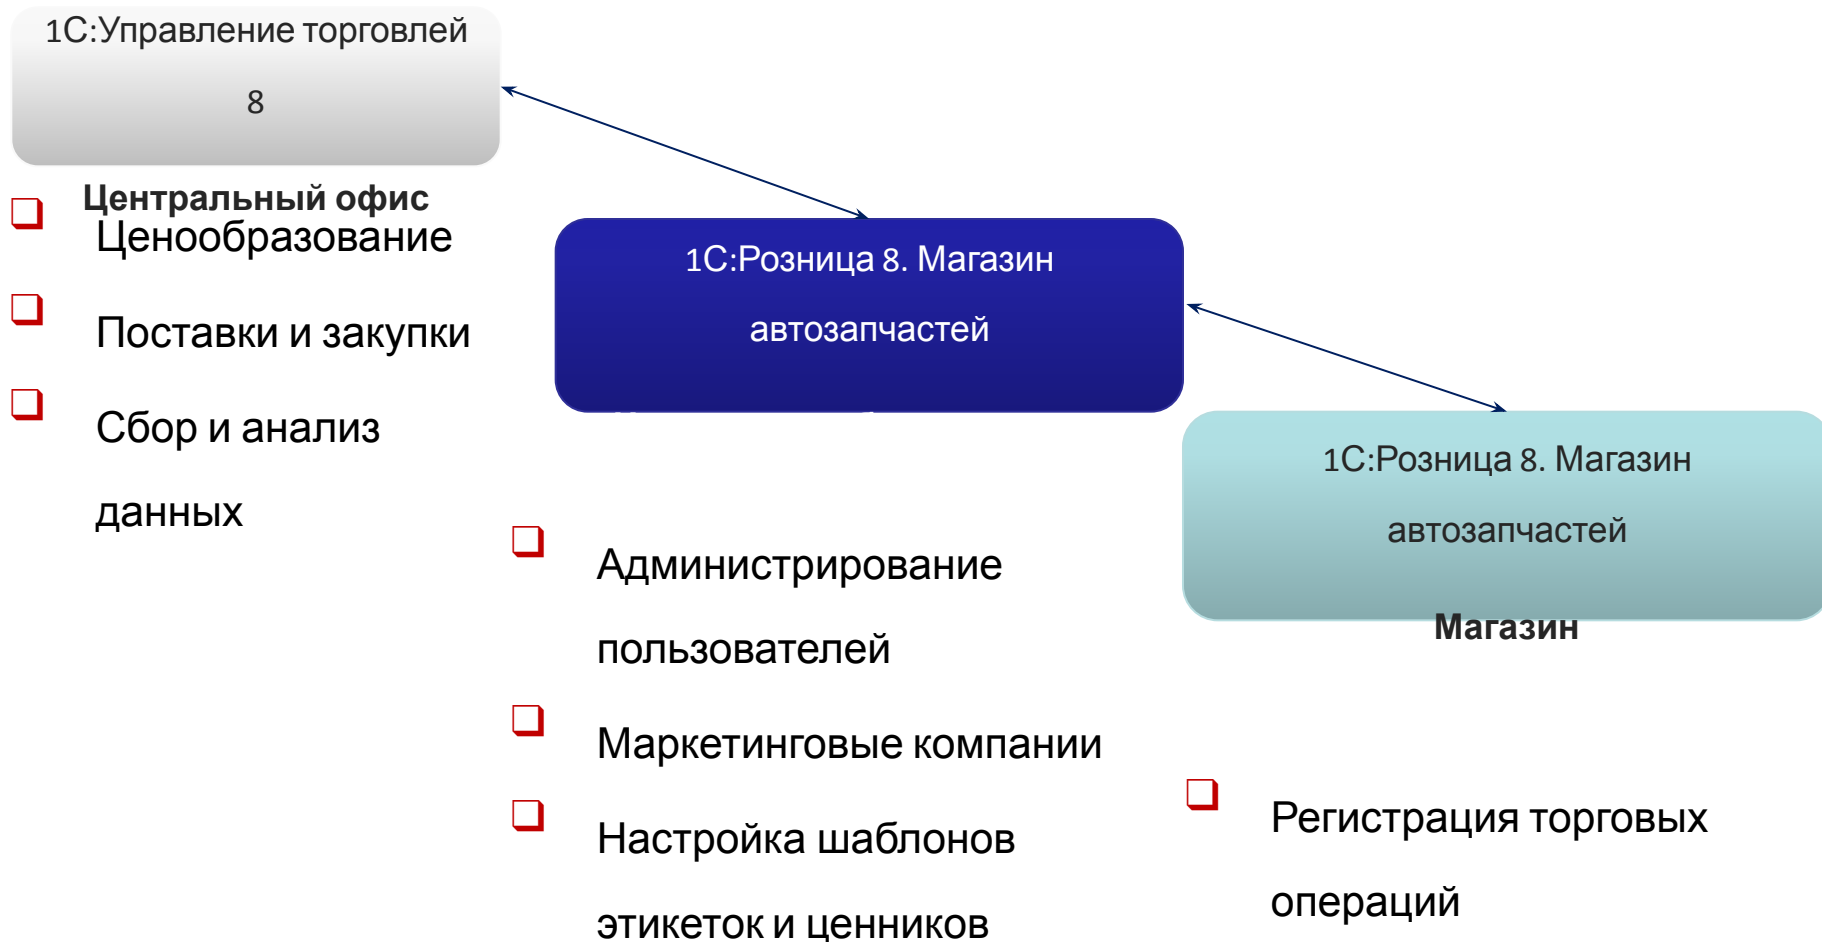 1С:Управление торговлей
8
Центральный офис
Ценообразование
Поставки и закупки
Сбор и анализ
данных
1С:Розница 8. Магазин
автозапчастей
Администрирование
пользователей
Маркетинговые компании
Настройка шаблонов
этикеток и ценников
1С:Розница 8. Магазин
автозапчастей
Магазин
Регистрация торговых
операций